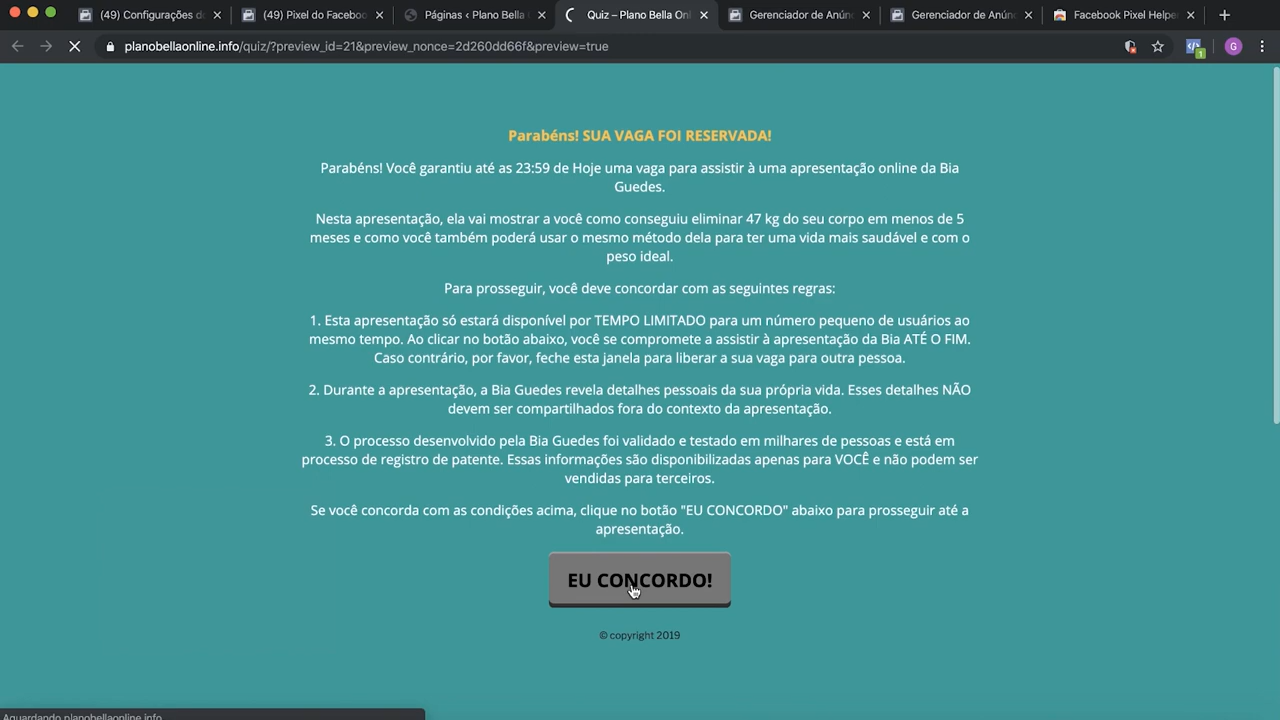 (49) Configurações d
(49) Pixel do Facebo
Páginas ‹ Plano Bella
Quiz – Plano Bella Onl
Gerenciador de Anún
Gerenciador de Anún
Facebook Pixel Helpe
planobellaonline.info/quiz/?preview_id=21&preview_nonce=2d260dd66f&preview=true
1
G
Parabéns! SUA VAGA FOI RESERVADA!
Parabéns! Você garantiu até as 23:59 de Hoje uma vaga para assistir à uma apresentação online da Bia
Guedes.
Nesta apresentação, ela vai mostrar a você como conseguiu eliminar 47 kg do seu corpo em menos de 5
meses e como você também poderá usar o mesmo método dela para ter uma vida mais saudável e com o
peso ideal.
Para prosseguir, você deve concordar com as seguintes regras:
1. Esta apresentação só estará disponível por TEMPO LIMITADO para um número pequeno de usuários ao
mesmo tempo. Ao clicar no botão abaixo, você se compromete a assistir à apresentação da Bia ATÉ O FIM.
Caso contrário, por favor, feche esta janela para liberar a sua vaga para outra pessoa.
2. Durante a apresentação, a Bia Guedes revela detalhes pessoais da sua própria vida. Esses detalhes NÃO
devem ser compartilhados fora do contexto da apresentação.
3. O processo desenvolvido pela Bia Guedes foi validado e testado em milhares de pessoas e está em
processo de registro de patente. Essas informações são disponibilizadas apenas para VOCÊ e não podem ser
vendidas para terceiros.
Se você concorda com as condições acima, clique no botão "EU CONCORDO" abaixo para prosseguir até a
apresentação.
EU CONCORDO!
© copyright 2019
Aguardando planobellaonline.info